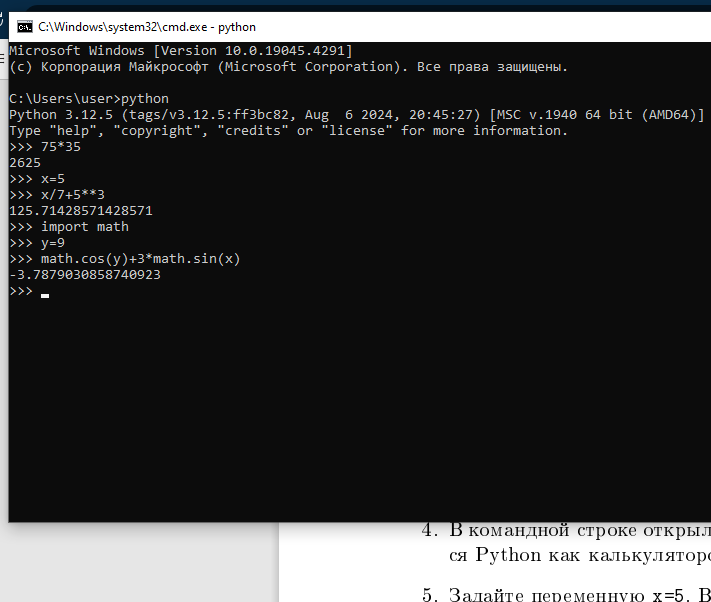 C:\Windows\system32\cmd.exe - python
Microsoft Windows [Version 10.0.19045.4291]
(c) Корпорация Майкрософт (Microsoft Corporation). Все права защищены.
C:\Users\user>python
Python 3.12.5 (tags/v3.12.5:ff3bc82, Aug  6 2024, 20:45:27) [MSC v.1940 64 bit (AMD64)]
Type "help", "copyright", "credits" or "license" for more information.
>>> 75*35
2625
>>> x=5
>>> x/7+5**3
125.71428571428571
>>> import math
>>> y=9
>>> math.cos(y)+3*math.sin(x)
-3.7879030858740923
>>>
4. В командной строке открыл
ся Python как калькуляторо
5. Задайте переменную x=5. В